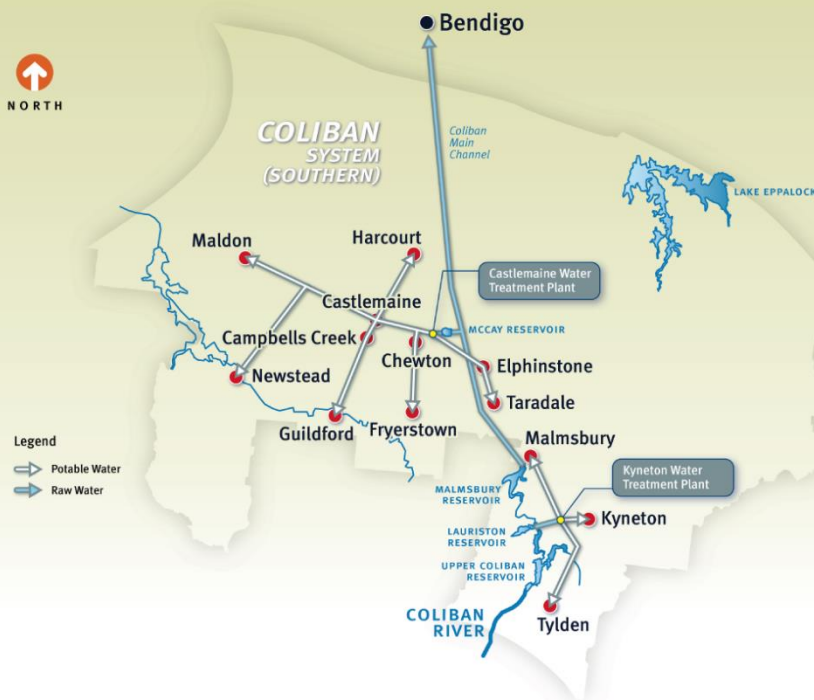 Bendigo
NORTH
COLIBAN
SYSTEM
(SOUTHERN)
Coliban
Main
Channel
LAKE EPPALOCK
Maldon
Harcourt
Castlemaine Water
Treatment Plant
Castlemaine
MCCAY RESERVOIR
Campbells Creek
Chewton
Elphinstone
Newstead
Taradale
Guildford
Fryerstown
Malmsbury
Legend
Potable Water
Raw Water
Kyneton Water
Treatment Plant
MALMSBURY
RESERVOIR
Kyneton
LAURISTON
RESERVOIR
UPPER COLIBAN
RESERVOIR
COLIBAN
RIVER
Tylden